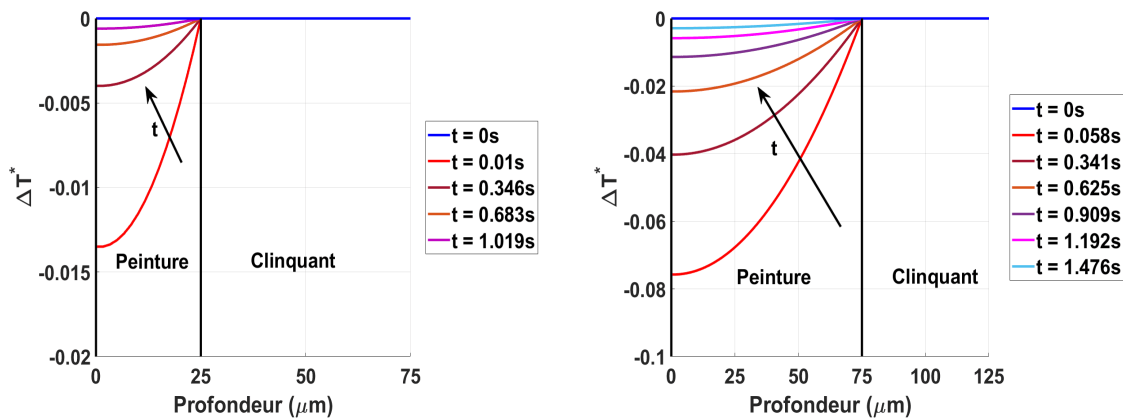 0
-0.005
-0.01
-0.015
-0.02
ΔT*
t
Peinture
Clinquant
0
25
75
Profondeur (μm)
t = 0s
t = 0.01s
t = 0.346s
t = 0.683s
t = 1.019s
0
-0.02
-0.04
-0.06
-0.08
-0.1
ΔT*
t
Peinture
Clinquant
0
25
50
75
100
125
Profondeur (μm)
t = 0s
t = 0.058s
t = 0.341s
t = 0.625s
t = 0.909s
t = 1.192s
t = 1.476s